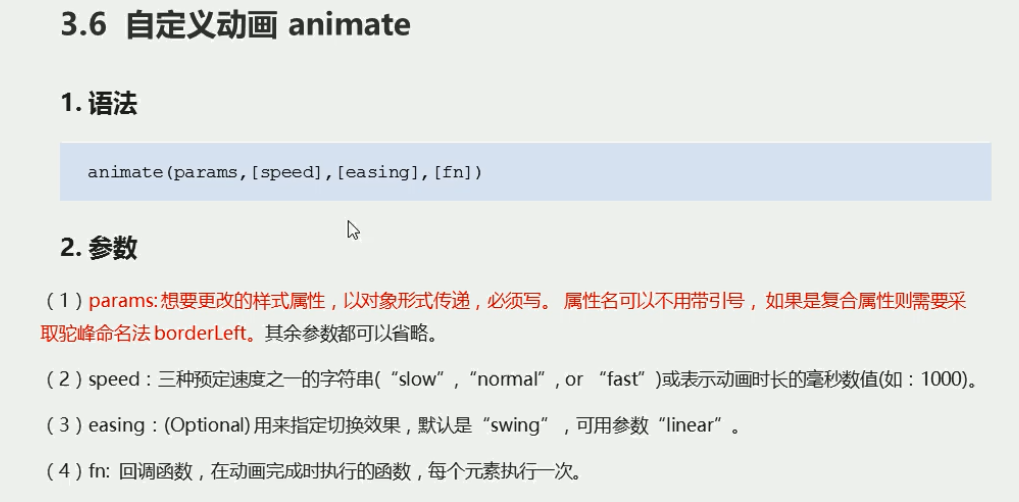 3.6 自定义动画 animate
1. 语法
animate(params,[speed],[easing],[fn])
2. 参数
（1）params: 想要更改的样式属性，以对象形式传递，必须写。 属性名可以不用带引号， 如果是复合属性则需要采
取驼峰命名法 borderLeft。其余参数都可以省略。
（2）speed：三种预定速度之一的字符串(“slow”,“normal”, or “fast”)或表示动画时长的毫秒数值(如：1000)。
（3）easing：(Optional) 用来指定切换效果，默认是“swing”，可用参数“linear”。
（4）fn: 回调函数，在动画完成时执行的函数，每个元素执行一次。